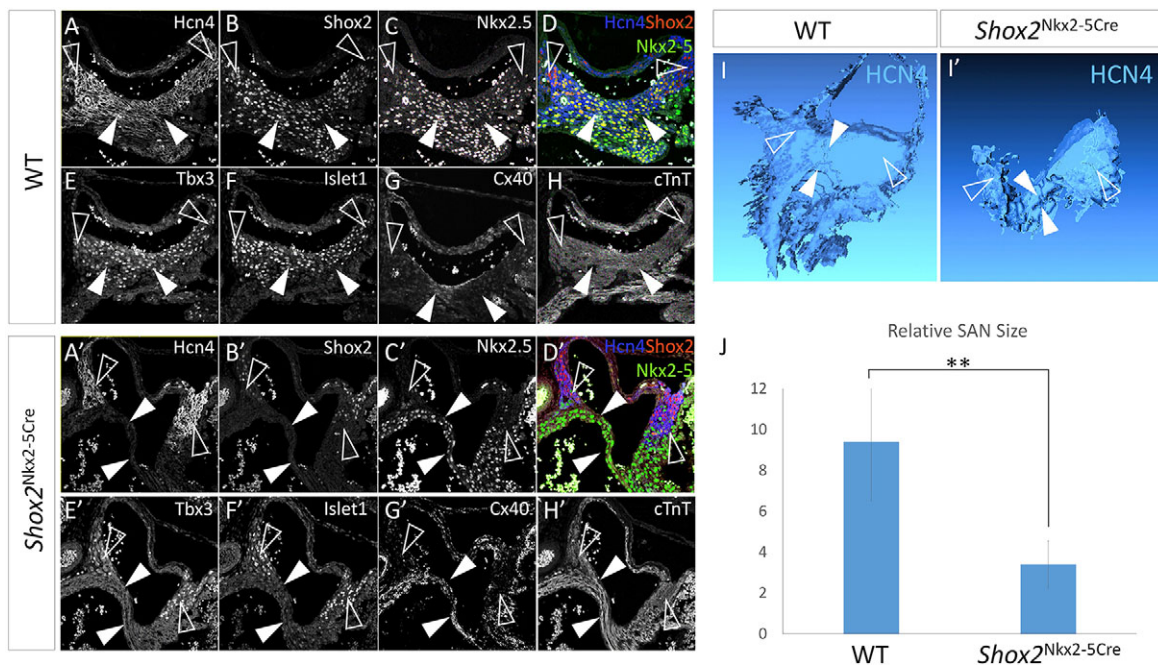 WT
A Hcn4
B Shox2
C Nkx2.5
D Hcn4Shox2
Nkx2-5
E Tbx3
F Islet1
G Cx40
H cTnT
Shox2Nkx2-5Cre
A’ Hcn4
B’ Shox2
C’ Nkx2.5
D’ Hcn4Shox2
Nkx2-5
E’ Tbx3
F’ Islet1
G’ Cx40
H’ cTnT
WT
Shox2Nkx2-5Cre
I HCN4
I’ HCN4
J
Relative SAN Size
**
12
10
8
6
4
2
0
WT
Shox2Nkx2-5Cre